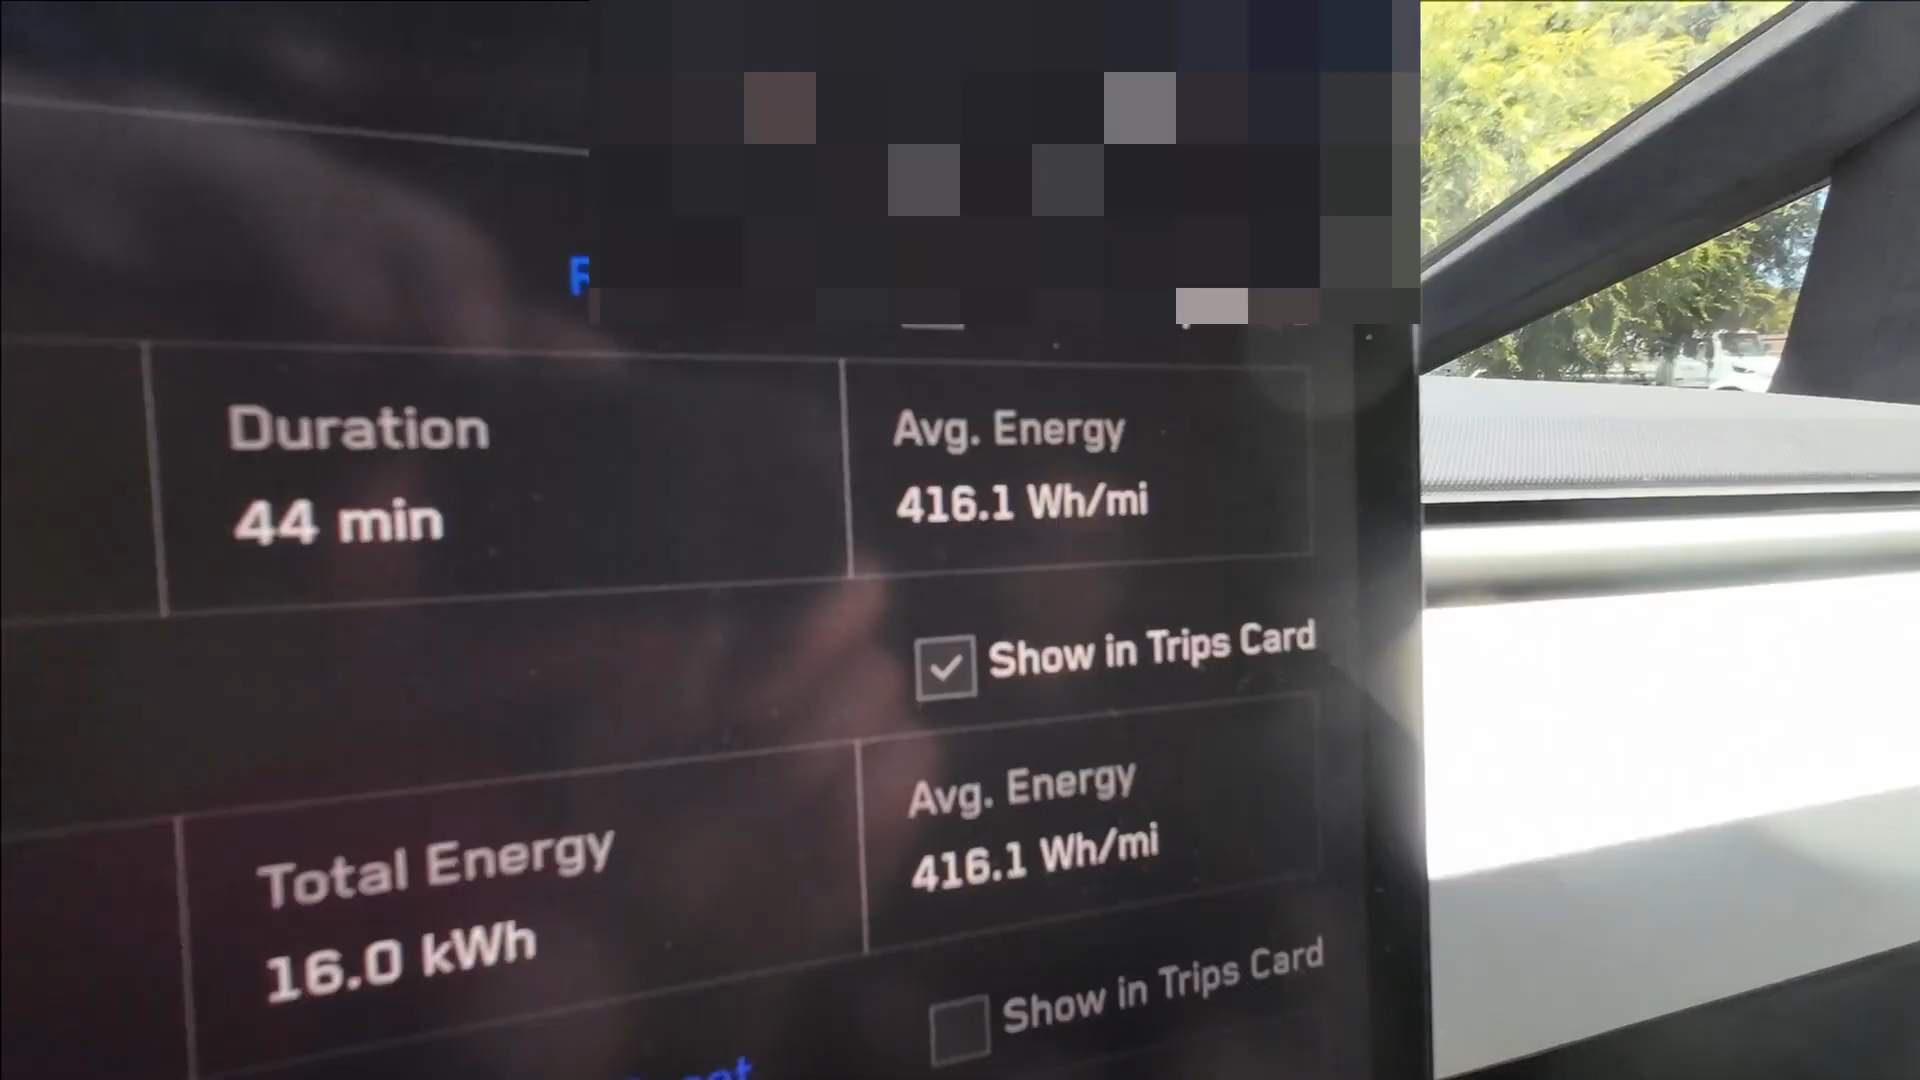 Duration
44 min
Avg. Energy
416.1 Wh/mi
Show in Trips Card
Total Energy
16.0 kWh
Avg. Energy
416.1 Wh/mi
Show in Trips Card